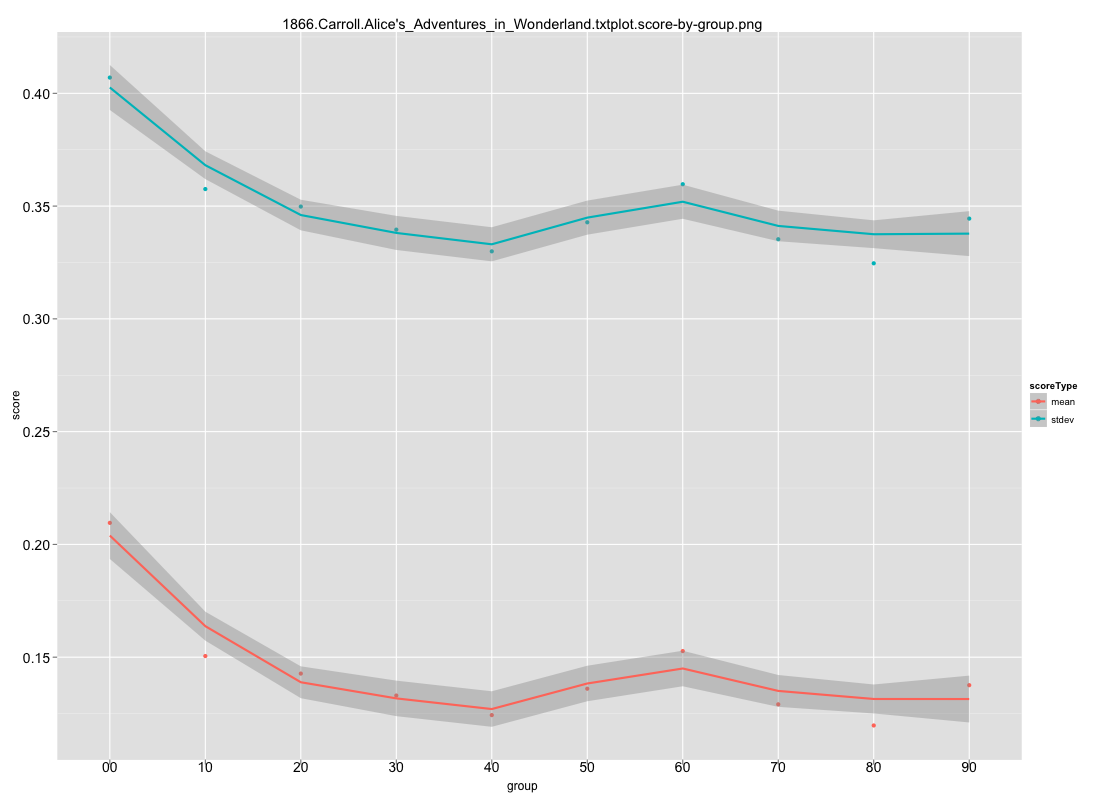 1866.Carroll.Alice's_Adventures_in_Wonderland.txtplot.score-by-group.png
0.40
0.35
0.30
0.25
0.20
0.15
score
00 10 20 30 40 50 60 70 80 90
group
scoreType
mean
stdev